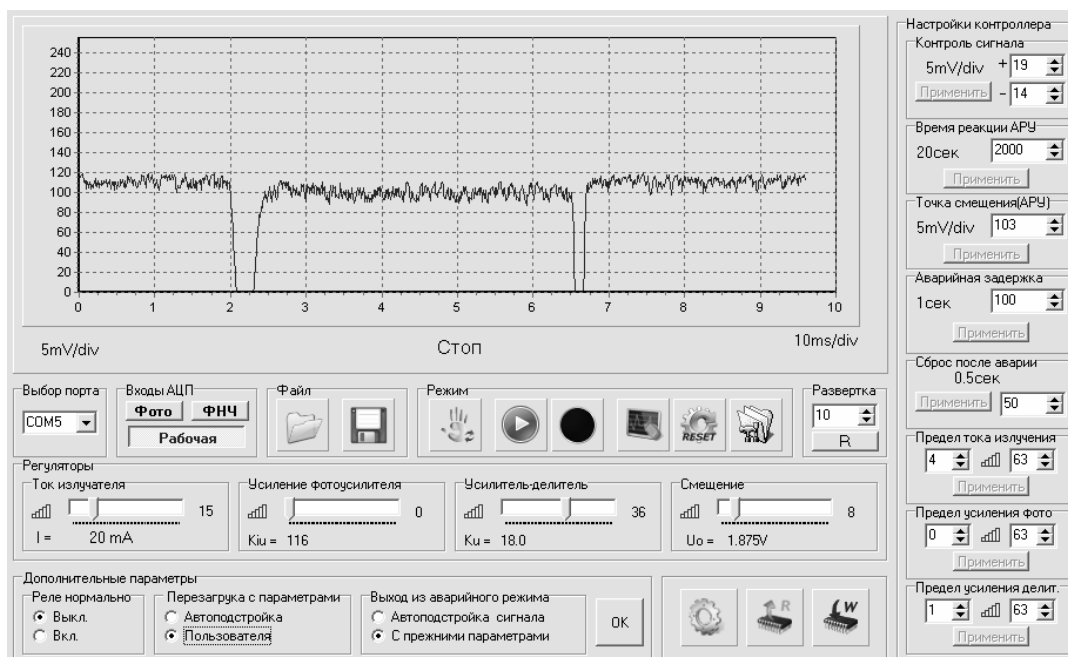 240
220
200
180
160
140
120
100
80
60
40
20
0
0 1 2 3 4 5 6 7 8 9 10
5mV/div Стоп 10ms/div
Настройки контроллера
Контроль сигнала
5mV/div + 19
Применить - 14
Время реакции АРУ
20сек 2000
Применить
Точка смещения(АРУ)
5mV/div 103
Применить
Аварийная задержка
1сек 100
Применить
Сброс после аварии
0.5сек
Применить 50
Предел тока излучения
4 63
Применить
Предел усиления фото
0 63
Применить
Предел усиления делит.
1 63
Применить
Выбор порта
COM5
Входы АЦП
Фото ФНЧ
Рабочая
Файл
Режим
RESET
Развертка
10
R
Регуляторы
Ток излучателя
15
I = 20 mA
Усиление фотоусилителя
0
Kiu = 116
Усилитель-делитель
36
Ku = 18.0
Смещение
8
Uo = 1.875V
Дополнительные параметры
Реле нормально
Выкл.
Вкл.
Перезагрука с параметрами
Автоподстройка
Пользователя
Выход из аварийного режима
Автоподстройка сигнала
С прежними параметрами
OK
R
W